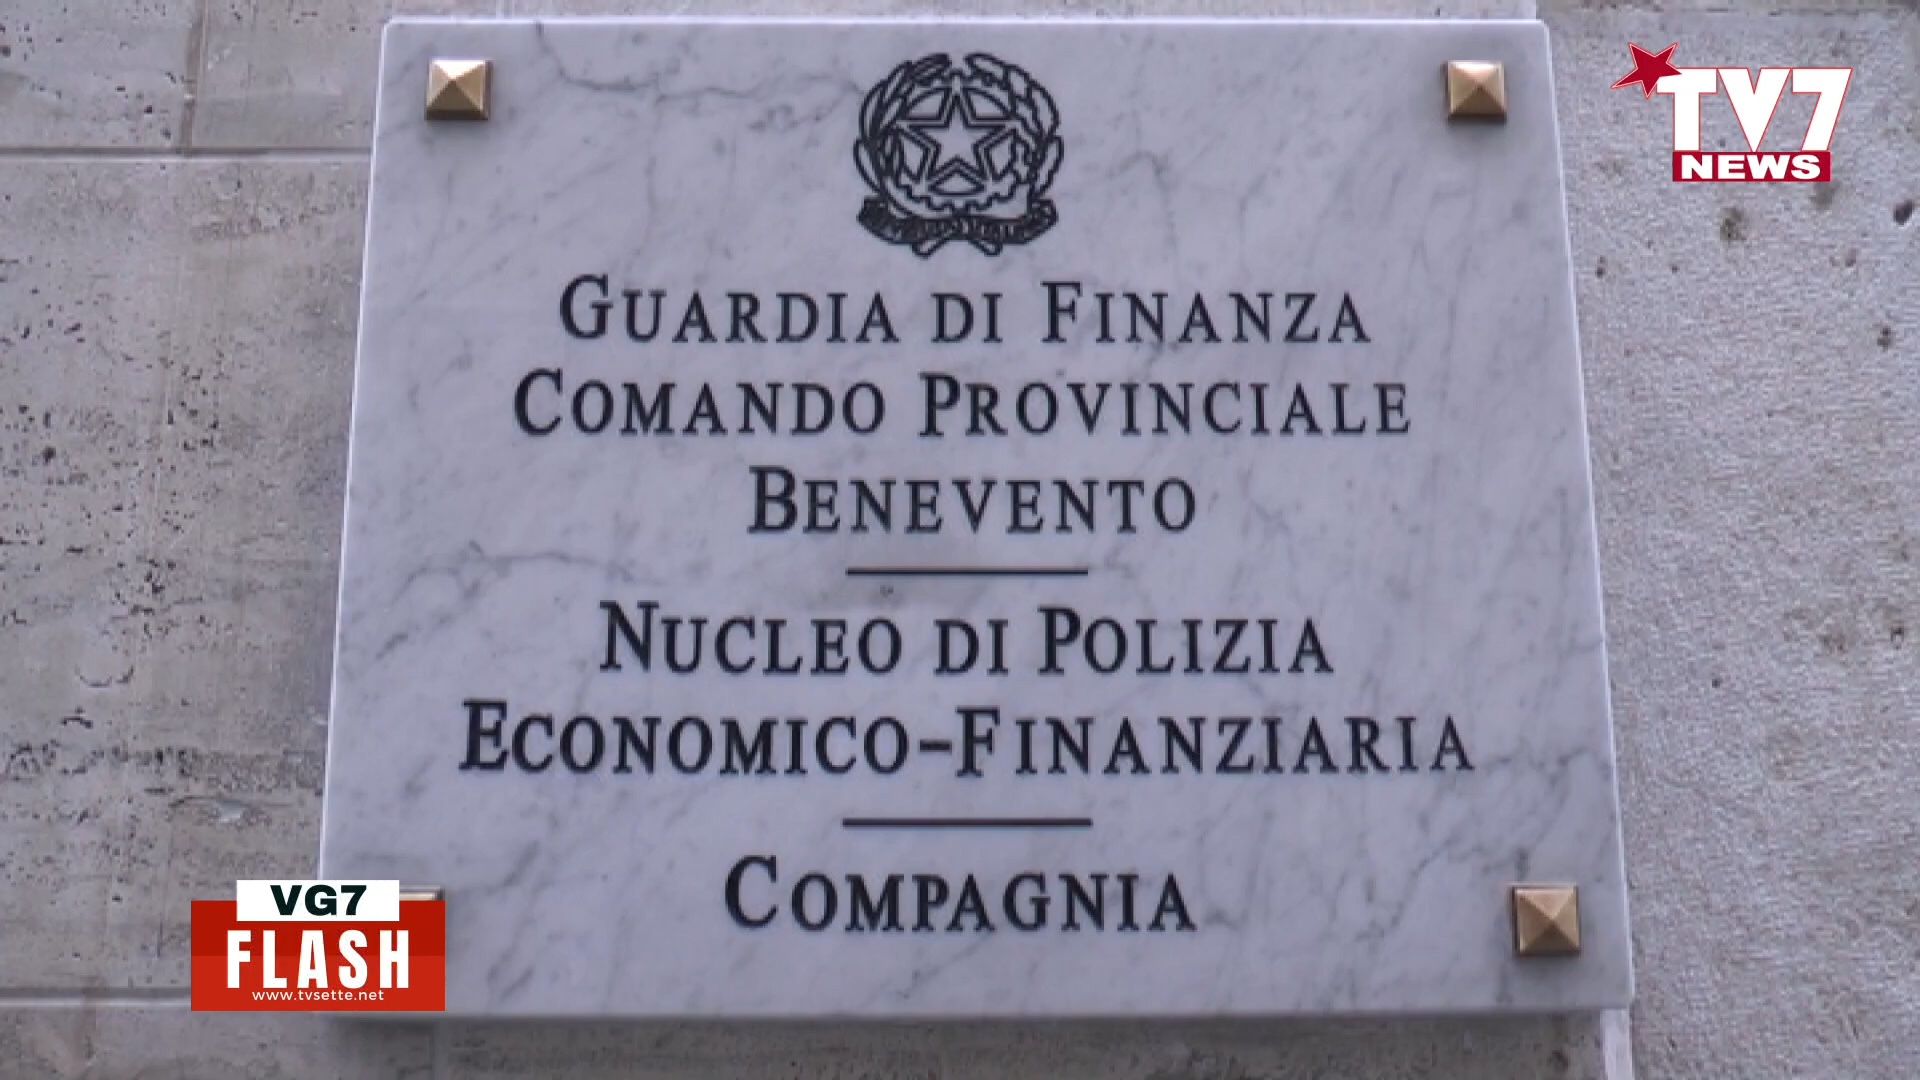 TV7
NEWS
GUARDIA DI FINANZA
COMANDO PROVINCIALE
BENEVENTO
NUCLEO DI POLIZIA
ECONOMICO-FINANZIARIA
COMPAGNIA
VG7
FLASH
www.tvsette.net